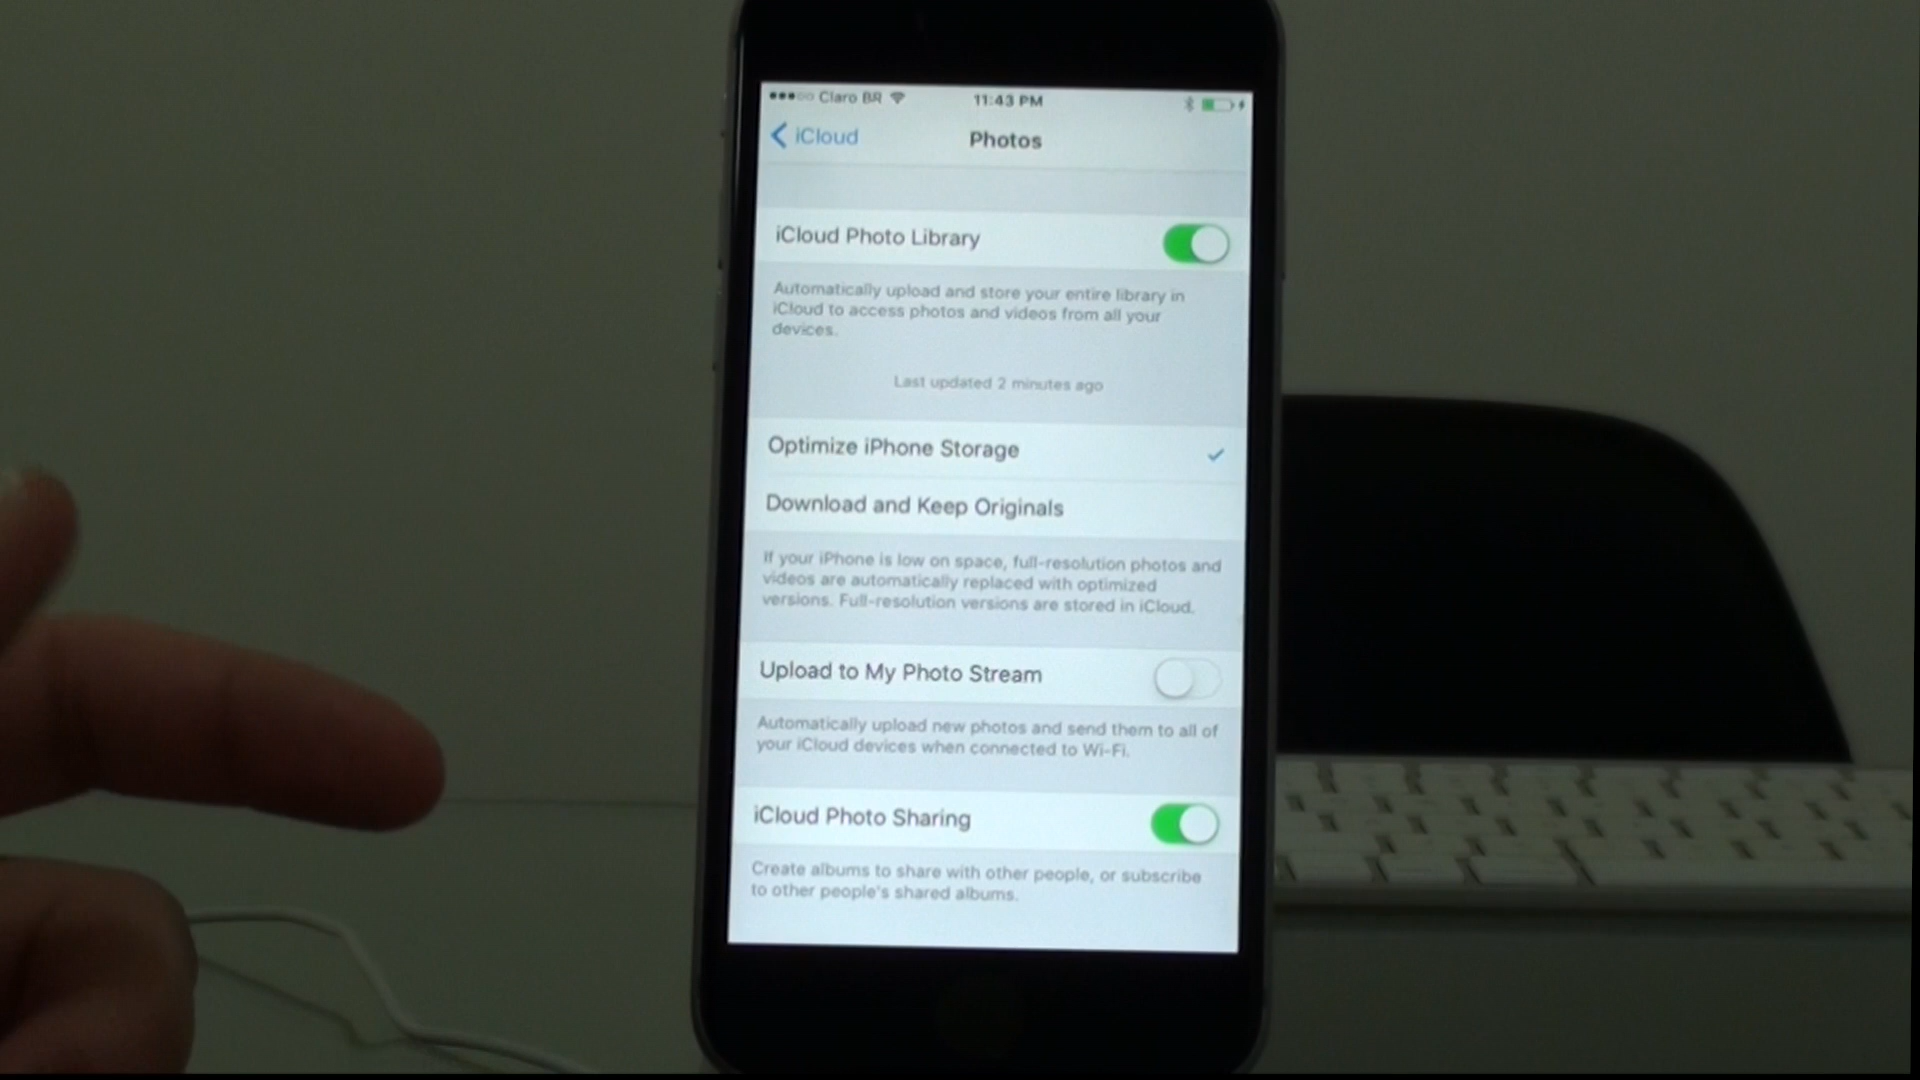 Claro BR 11:43 PM
iCloud Photos
iCloud Photo Library
Automatically upload and store your entire library in
iCloud to access photos and videos from all your
devices.
Last updated 2 minutes ago
Optimize iPhone Storage
Download and Keep Originals
If your iPhone is low on space, full-resolution photos and
videos are automatically replaced with optimized
versions. Full-resolution versions are stored in iCloud.
Upload to My Photo Stream
Automatically upload new photos and send them to all of
your iCloud devices when connected to Wi-Fi.
iCloud Photo Sharing
Create albums to share with other people, or subscribe
to other people's shared albums.